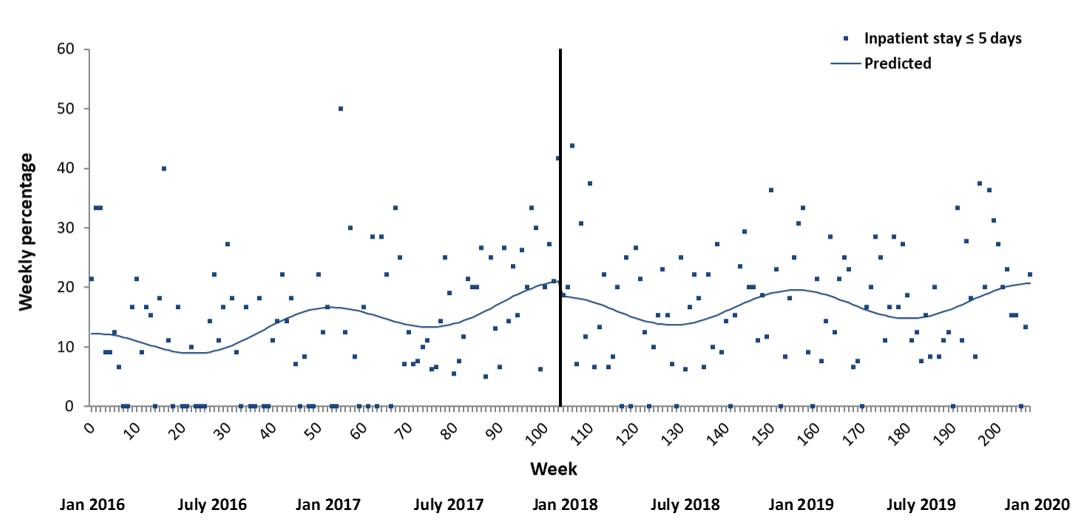 Inpatient stay ≤ 5 days
Predicted
Weekly percentage
60
50
40
30
20
10
0
0 10 20 30 40 50 60 70 80 90 100 110 120 130 140 150 160 170 180 190 200
Week
Jan 2016 July 2016 Jan 2017 July 2017 Jan 2018 July 2018 Jan 2019 July 2019 Jan 2020